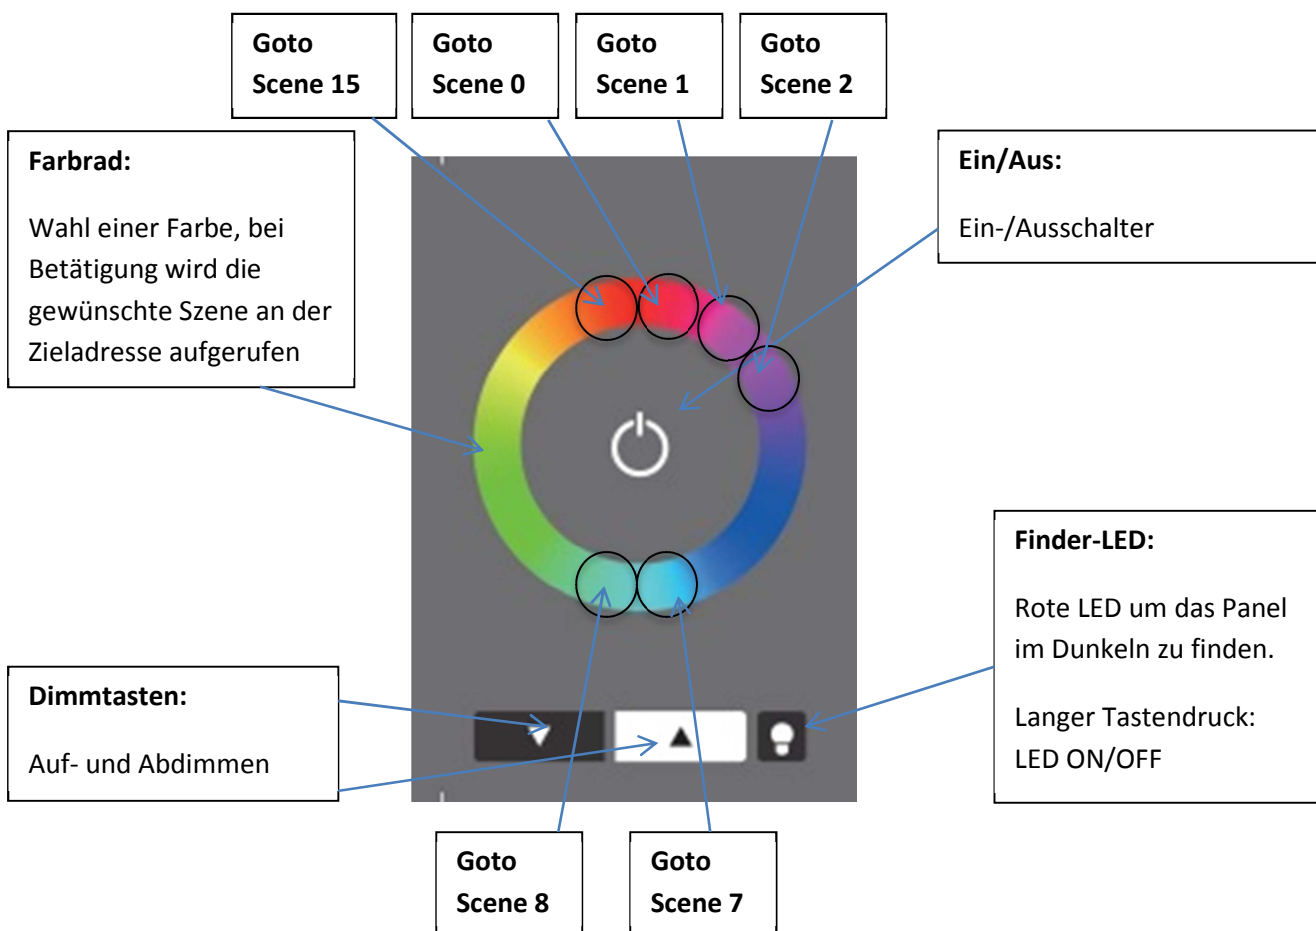 Goto
Scene 15
Goto
Scene 0
Goto
Scene 1
Goto
Scene 2
Farbrad:
Wahl einer Farbe, bei
Betätigung wird die
gewünschte Szene an der
Zieladresse aufgerufen
Ein/Aus:
Ein-/Ausschalter
Finder-LED:
Rote LED um das Panel
im Dunkeln zu finden.
Langer Tastendruck:
LED ON/OFF
Dimmtasten:
Auf- und Abdimmen
Goto
Scene 8
Goto
Scene 7